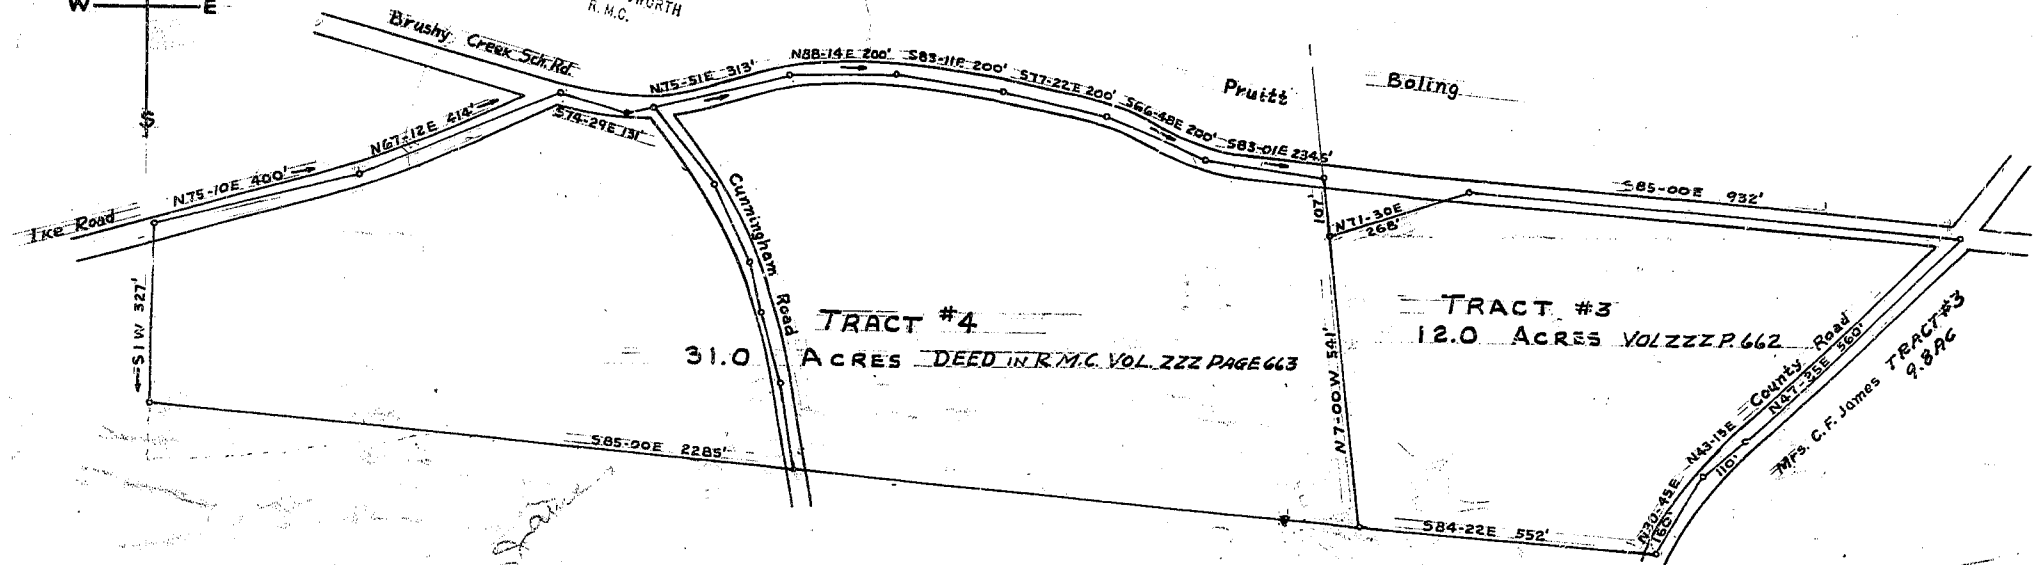 W E
S
R.M.C.
Brushy Creek Sch. Rd.
N75-51E 313'
N88-14E 200'
S83-11E 200'
S77-22E 200'
S66-48E 200'
S83-01E 234.5'
Pruitt
Boling
S85-00E 932'
N67-12E 414'
S74-29E 131'
N75-10E 400'
Ike Road
Cunningham Road
107'
N71-30E
268'
S1W 327'
TRACT #4
31.0 ACRES DEED IN R.M.C. VOL. ZZZ PAGE 663
TRACT #3
12.0 ACRES VOL ZZZ P. 662
N7-00W 541'
County Road
N47-25E 560'
N43-15E
110'
N30-45E
160'
Mrs. C.F. James TRACT #3
9.8 AC
S85-00E 2285'
S84-22E 552'